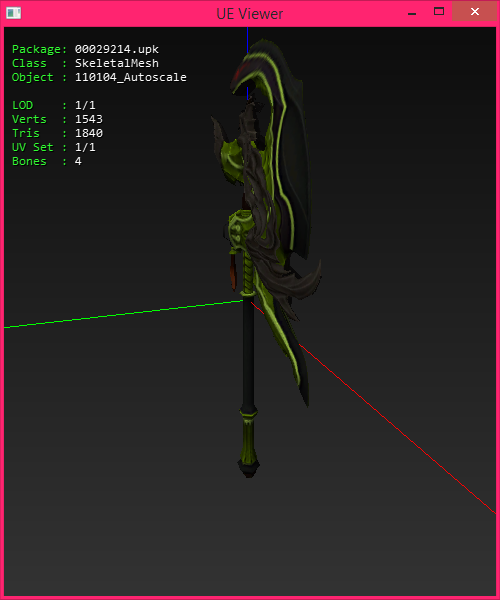 UE Viewer
Package: 00029214.upk
Class : SkeletalMesh
Object : 110104_Autoscale
LOD : 1/1
Verts : 1543
Tris : 1840
UV Set : 1/1
Bones : 4